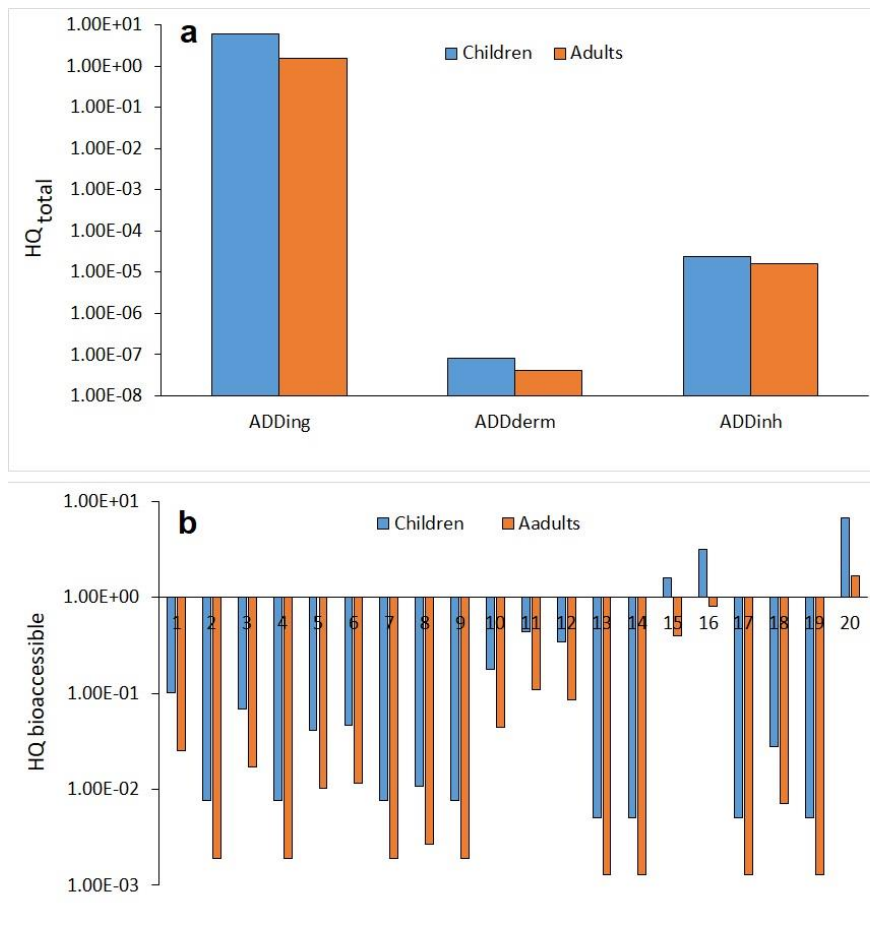 a
Children Adults
HQ total
1.00E+01
1.00E+00
1.00E-01
1.00E-02
1.00E-03
1.00E-04
1.00E-05
1.00E-06
1.00E-07
1.00E-08
ADDing ADDderm ADDinh
b
Children Aadults
HQ bioaccessible
1.00E+01
1.00E+00
1.00E-01
1.00E-02
1.00E-03
1 2 3 4 5 6 7 8 9 10 11 12 13 14 15 16 17 18 19 20